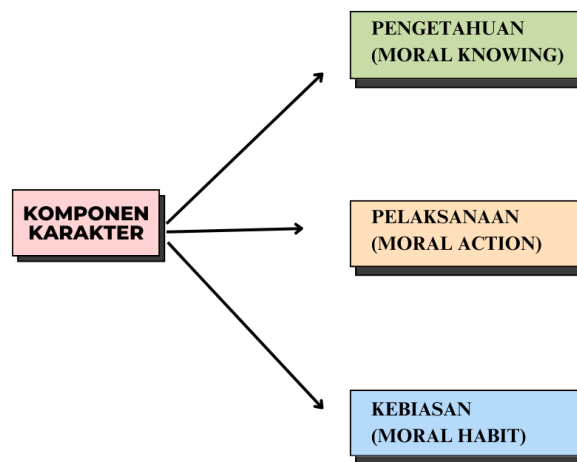 PENGETAHUAN
(MORAL KNOWING)
KOMPONEN
KARAKTER
PELAKSANAAN
(MORAL ACTION)
KEBIASAN
(MORAL HABIT)